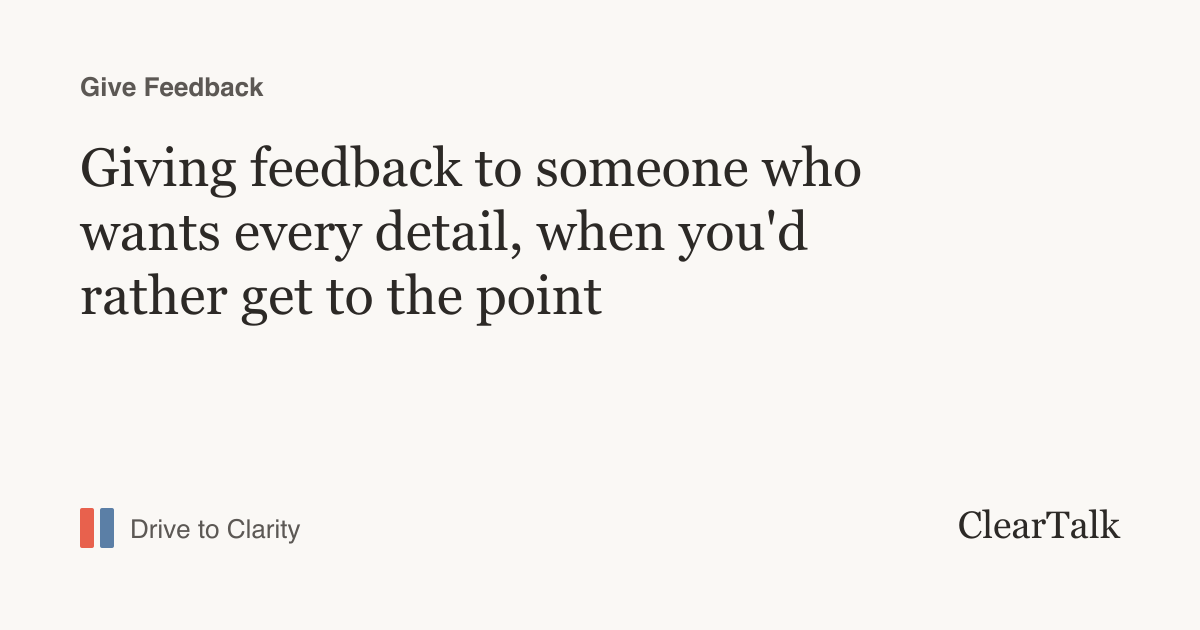 Give Feedback
Giving feedback to someone who
wants every detail, when you'd
rather get to the point
Drive to Clarity
ClearTalk